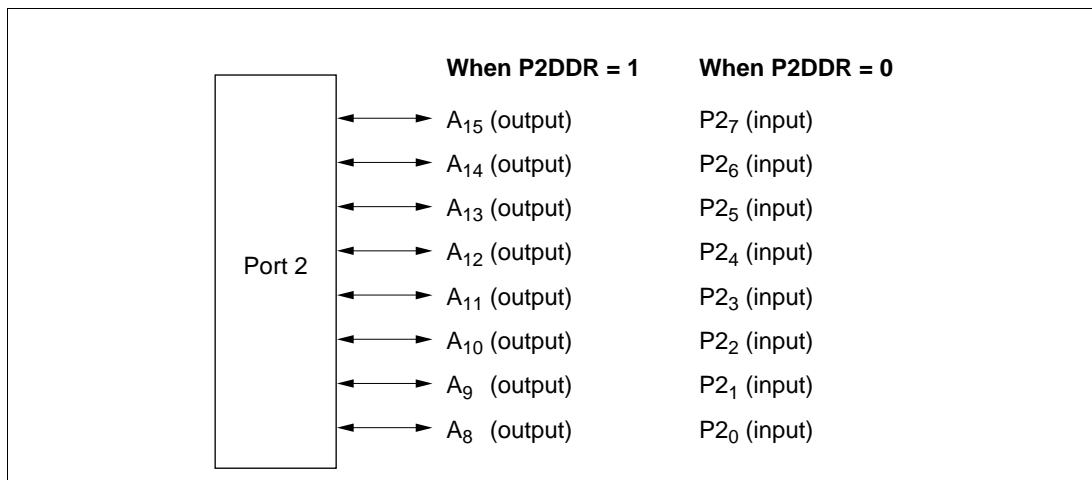 When P2DDR = 1 When P2DDR = 0
A15 (output) P27 (input)
A14 (output) P26 (input)
A13 (output) P25 (input)
A12 (output) P24 (input)
Port 2
A11 (output) P23 (input)
A10 (output) P22 (input)
A9 (output) P21 (input)
A8 (output) P20 (input)